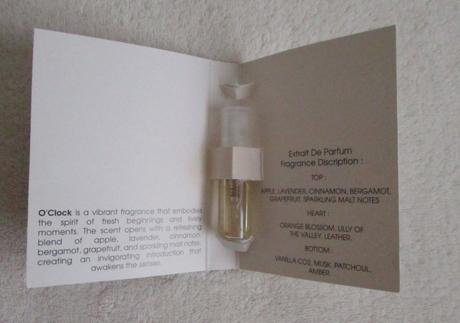 O'Clock is a vibrant fragrance that embodies
the spirit of fresh beginnings and lively
moments. The scent opens with a refreshing
blend of apple, lavender, cinnamon,
bergamot, grapefruit, and sparkling malt notes,
creating an invigorating introduction that
awakens the senses.
Extrait De Parfum
Fragrance Discription :
TOP :
APPLE, LAVENDER, CINNAMON, BERGAMOT,
GRAPEFRUIT, SPARKLING MALT NOTES
HEART :
ORANGE BLOSSOM, LILLY OF
THE VALLEY, LEATHER.
BOTTOM :
VANILLA CO2, MUSK, PATCHOUL,
AMBER.